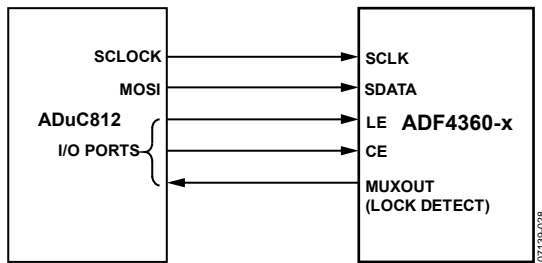 SCLOCK
MOSI
ADuC812
I/O PORTS
SCLK
SDATA
LE
ADF4360-x
CE
MUXOUT
(LOCK DETECT)
07139-028